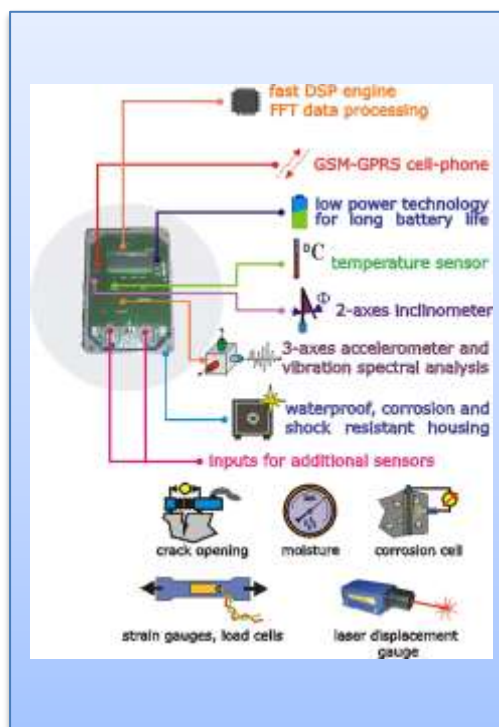 fast DSP engine
FFT data processing
GSM-GPRS cell-phone
low power technology
for long battery life
°C
temperature sensor
Φ
2-axes inclinometer
3-axes accelerometer and
vibration spectral analysis
waterproof, corrosion and
shock resistant housing
inputs for additional sensors
crack opening
moisture
corrosion cell
strain gauges, load cells
laser displacement
gauge